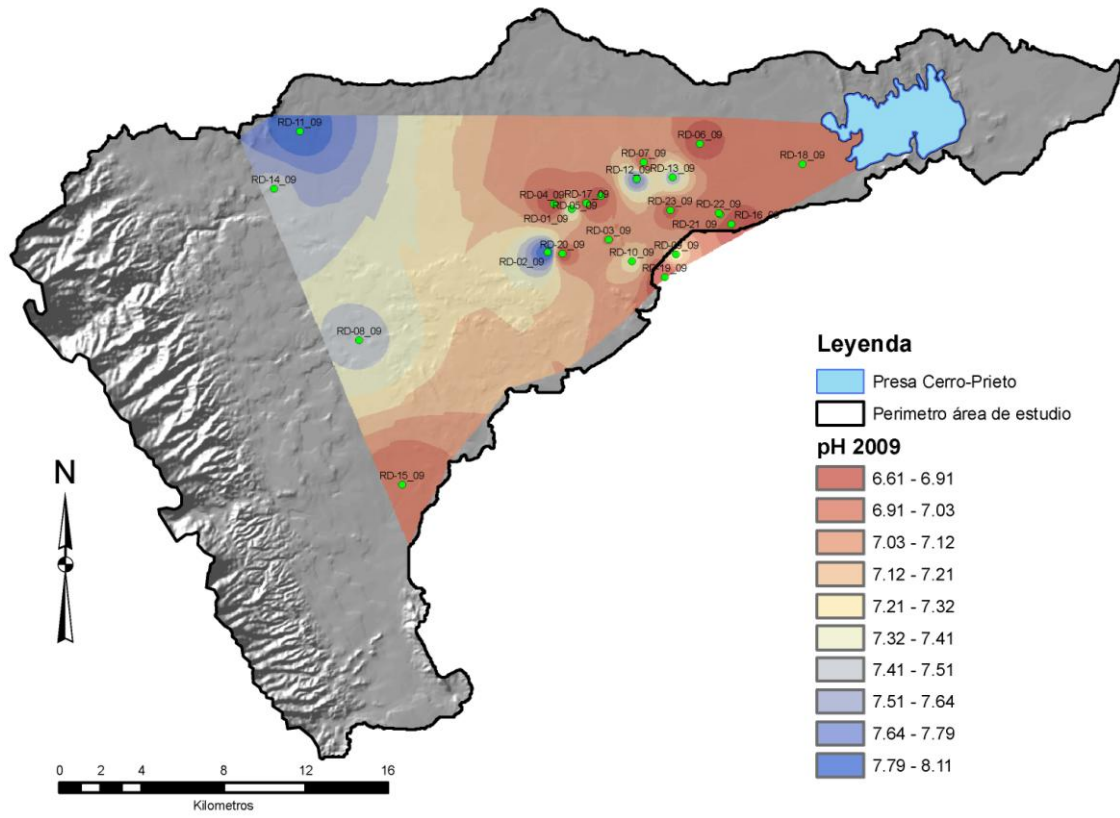 RD-11_09
RD-06_09
RD-07_09
RD-18_09
RD-12_09
RD-13_09
RD-14_09
RD-04_09
RD-17_09
RD-05_09
RD-23_09
RD-22_09
RD-01_09
RD-21_09
RD-16_09
RD-03_09
RD-20_09
RD-02_09
RD-10_09
RD-09_09
RD-19_09
RD-08_09
RD-15_09
N
0 2 4 8 12 16
Kilometros
Leyenda
Presa Cerro-Prieto
Perimetro área de estudio
pH 2009
6.61 - 6.91
6.91 - 7.03
7.03 - 7.12
7.12 - 7.21
7.21 - 7.32
7.32 - 7.41
7.41 - 7.51
7.51 - 7.64
7.64 - 7.79
7.79 - 8.11